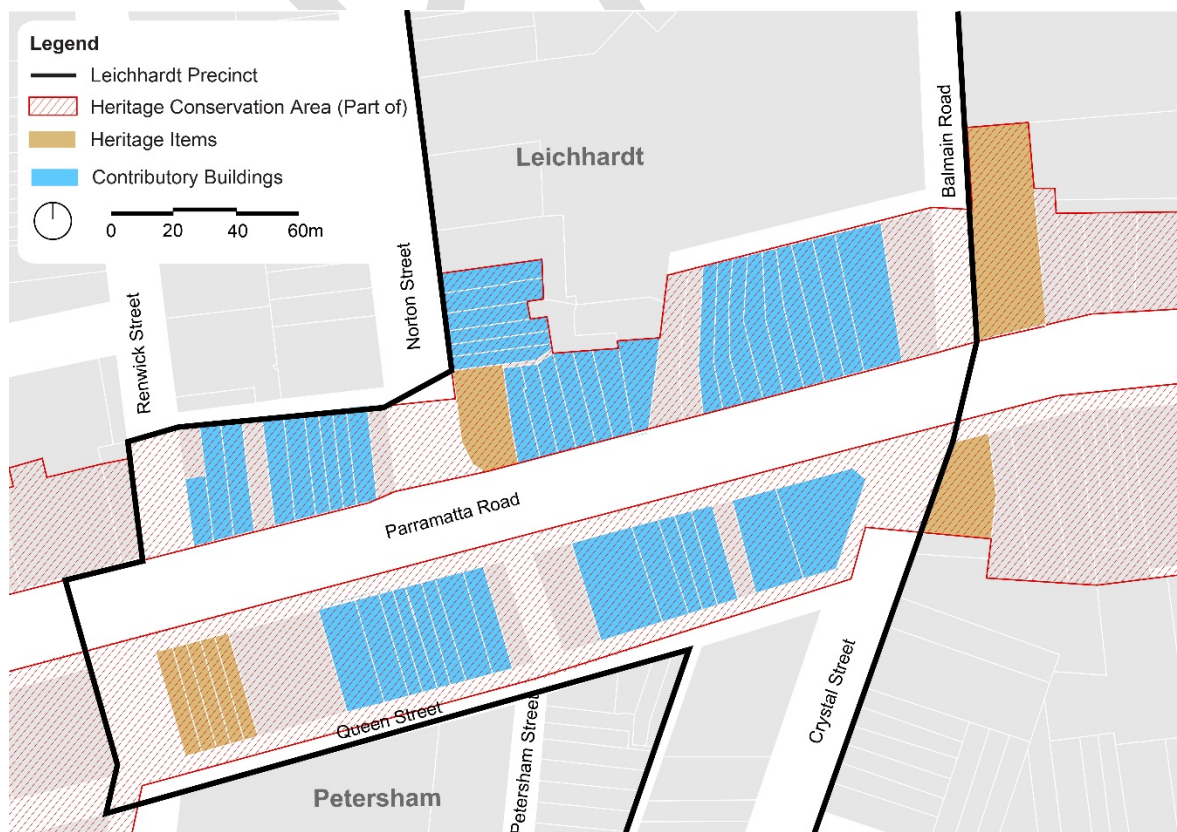 Legend
Leichhardt Precinct
Heritage Conservation Area (Part of)
Heritage Items
Contributory Buildings
0 20 40 60m
Leichhardt
Balmain Road
Norton Street
Renwick Street
Parramatta Road
Queen Street
Petersham Street
Crystal Street
Petersham